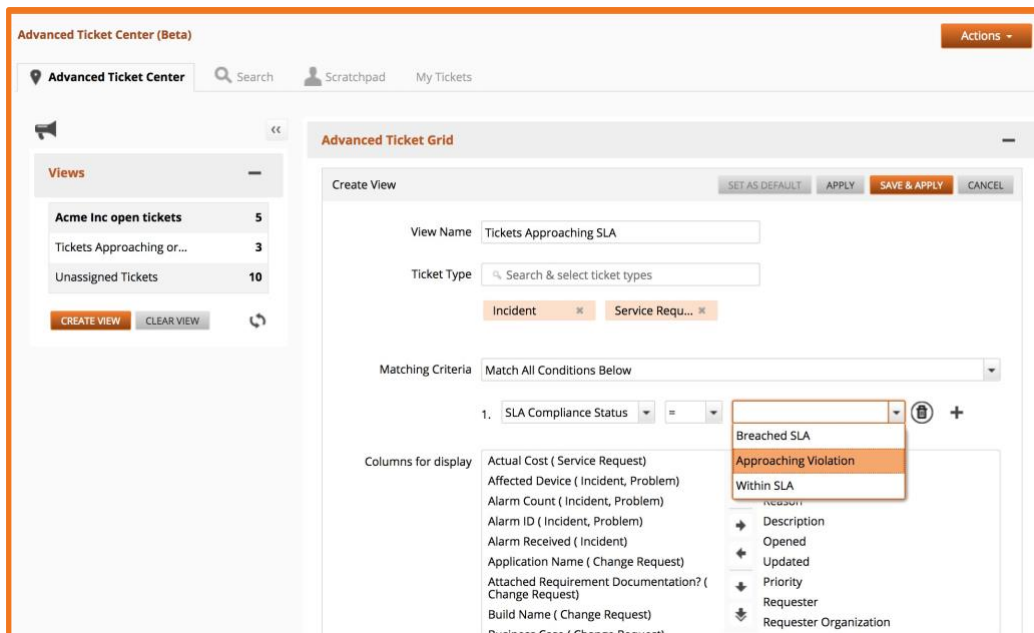 Advanced Ticket Center (Beta)
Actions
Advanced Ticket Center
Search
Scratchpad
My Tickets
Views
Acme Inc open tickets 5
Tickets Approaching or... 3
Unassigned Tickets 10
CREATE VIEW CLEAR VIEW
Advanced Ticket Grid
Create View
SET AS DEFAULT APPLY SAVE & APPLY CANCEL
View Name Tickets Approaching SLA
Ticket Type Search & select ticket types
Incident Service Requ...
Matching Criteria Match All Conditions Below
1. SLA Compliance Status =
Breached SLA
Approaching Violation
Within SLA
Columns for display
Actual Cost ( Service Request)
Affected Device ( Incident, Problem)
Alarm Count ( Incident, Problem)
Alarm ID ( Incident, Problem)
Alarm Received ( Incident)
Application Name ( Change Request)
Attached Requirement Documentation? (
Change Request)
Build Name ( Change Request)
Business Case ( Change Request)
Reason
Description
Opened
Updated
Priority
Requester
Requester Organization